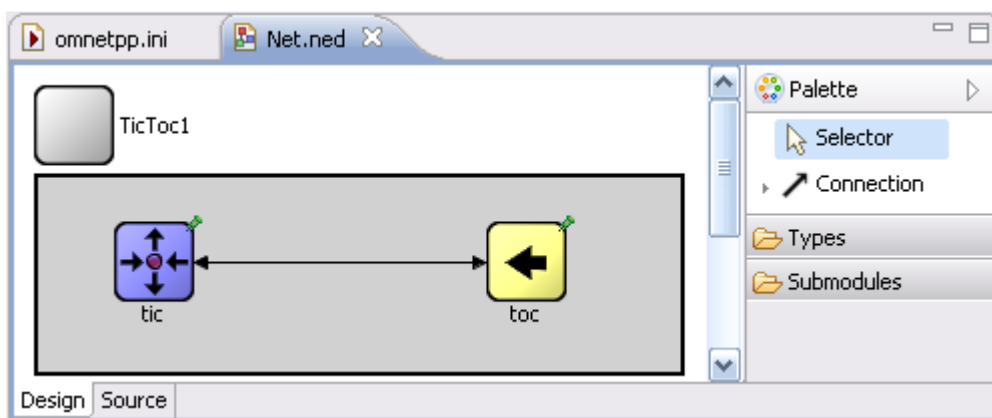 omnetpp.ini
Net.ned
TicToc1
tic
toc
Palette
Selector
Connection
Types
Submodules
Design
Source